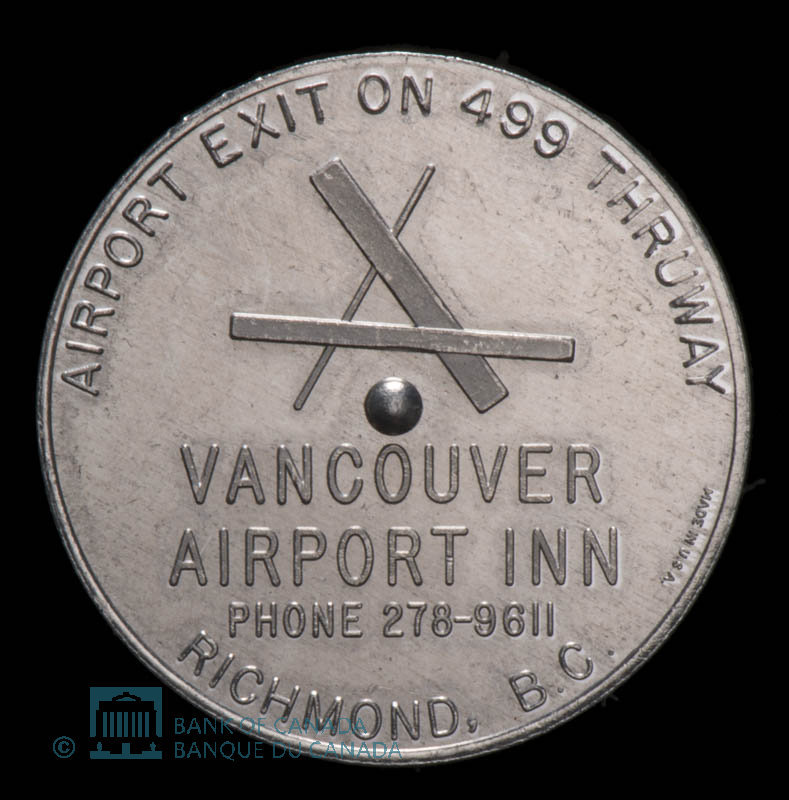 AIRPORT EXIT ON 499 THRUWAY
VANCOUVER
AIRPORT INN
PHONE 278-9611
RICHMOND, B.C.
MADE IN U.S.A.
© BANK OF CANADA
BANQUE DU CANADA